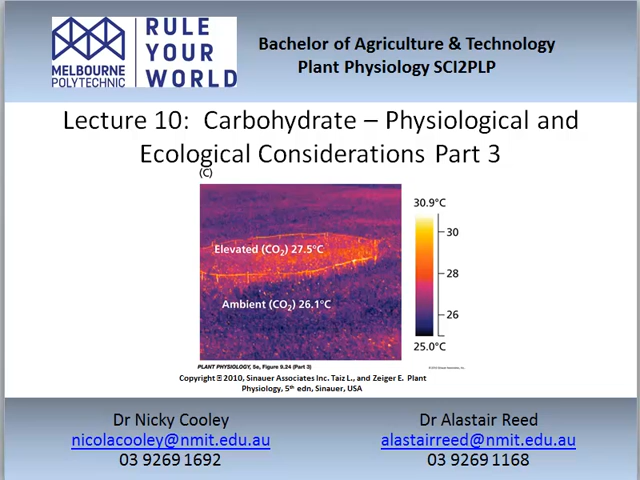 MELBOURNE
POLYTECHNIC
RULE
YOUR
WORLD
Bachelor of Agriculture & Technology
Plant Physiology SCI2PLP
Lecture 10: Carbohydrate – Physiological and
Ecological Considerations Part 3
(C)
30.9°C
30
28
26
25.0°C
Elevated (CO₂) 27.5°C
Ambient (CO₂) 26.1°C
PLANT PHYSIOLOGY, 5e, Figure 9.24 (Part 3)
Copyright 2010, Sinauer Associates Inc. Taiz L., and Zeiger E. Plant
Physiology, 5th edn, Sinauer, USA
Dr Nicky Cooley
nicolacooley@nmit.edu.au
03 9269 1692
Dr Alastair Reed
alastairreed@nmit.edu.au
03 9269 1168